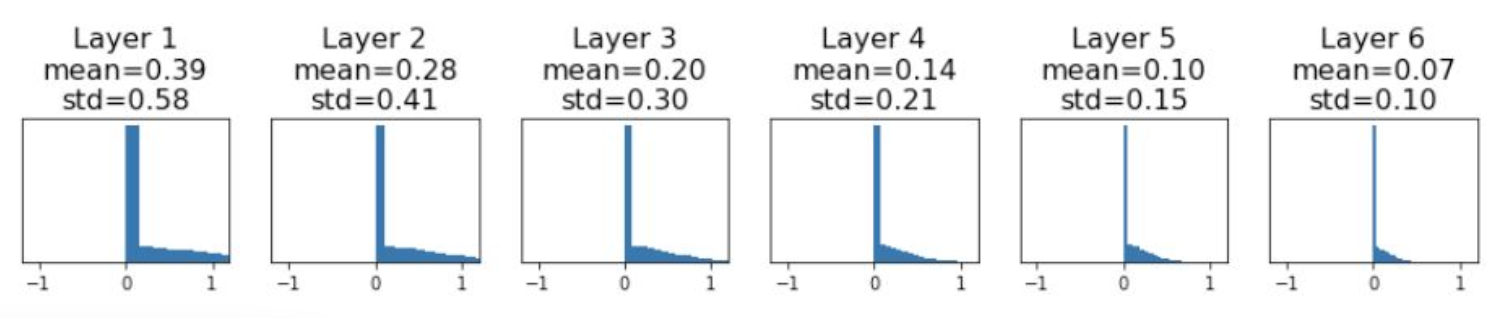 Layer 1
mean=0.39
std=0.58
−1 0 1
Layer 2
mean=0.28
std=0.41
−1 0 1
Layer 3
mean=0.20
std=0.30
−1 0 1
Layer 4
mean=0.14
std=0.21
−1 0 1
Layer 5
mean=0.10
std=0.15
−1 0 1
Layer 6
mean=0.07
std=0.10
−1 0 1